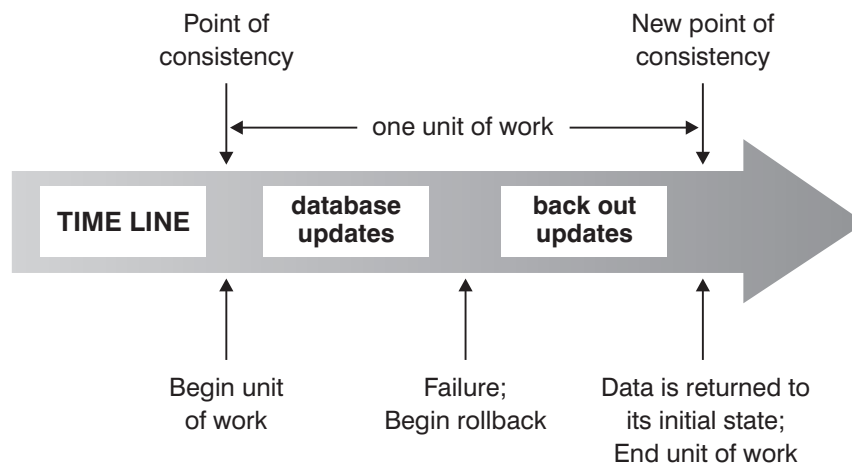 Point of
consistency
New point of
consistency
one unit of work
TIME LINE
database
updates
back out
updates
Begin unit
of work
Failure;
Begin rollback
Data is returned to
its initial state;
End unit of work